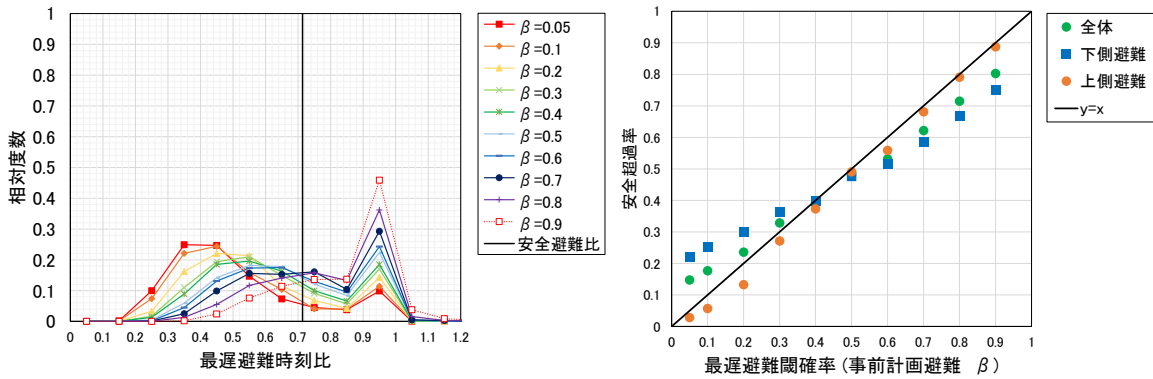 1
0.9
0.8
0.7
0.6
0.5
0.4
0.3
0.2
0.1
0
相対度数
0 0.1 0.2 0.3 0.4 0.5 0.6 0.7 0.8 0.9 1 1.1 1.2
最遅避難時刻比
β=0.05
β=0.1
β=0.2
β=0.3
β=0.4
β=0.5
β=0.6
β=0.7
β=0.8
β=0.9
安全避難比
1
0.9
0.8
0.7
0.6
0.5
0.4
0.3
0.2
0.1
0
安全超過率
0 0.1 0.2 0.3 0.4 0.5 0.6 0.7 0.8 0.9 1
最遅避難閾確率(事前計画避難 β)
全体
下側避難
上側避難
y=x